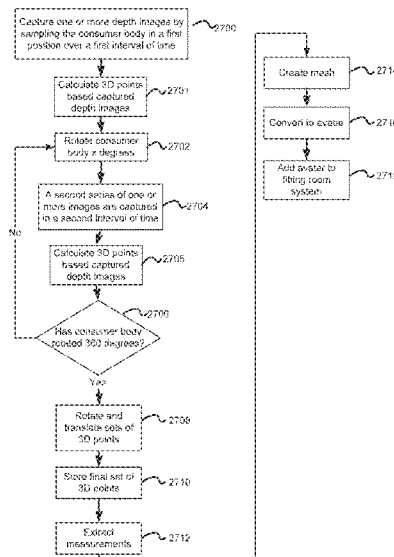 Capture one or more depth images by
sampling the consumer body in a first
position over a first interval of time
2700
Calculate 3D points
based captured
depth images
2701
Rotate consumer
body x degrees
2702
A second series of one
or more images are captured
in a second interval of time
2704
Calculate 3D points
based captured
depth images
2705
Has consumer body
rotated 360 degrees?
No
Yes
Rotate and
translate sets of
3D points
Store final set of
3D points
2710
Extract
measurements
2712
Create mesh
Convert to avatar
Add avatar to
fitting room
system